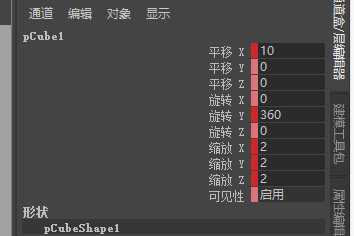 通道 编辑 对象 显示
pCube1
平移 X 10
平移 Y 0
平移 Z 0
旋转 X 0
旋转 Y 360
旋转 Z 0
缩放 X 2
缩放 Y 2
缩放 Z 2
可见性 启用
形状
pCubeShape1
通道盒/层编辑器
建模工具包
属性编辑